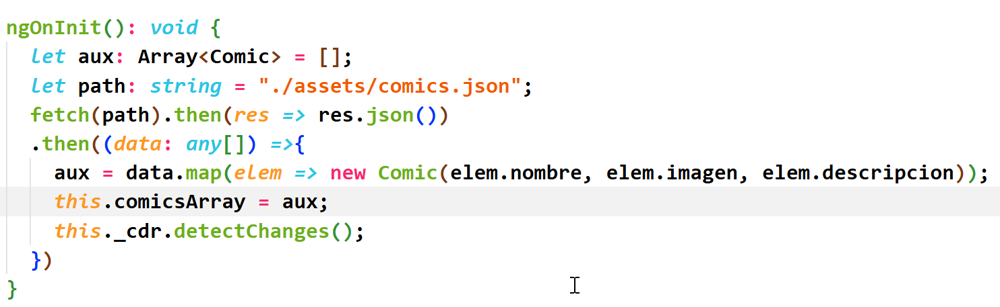 ngOnInit(): void {
let aux: Array<Comic> = [];
let path: string = "./assets/comics.json";
fetch(path).then(res => res.json())
.then((data: any[]) =>{
aux = data.map(elem => new Comic(elem.nombre, elem.imagen, elem.descripcion));
this.comicsArray = aux;
this._cdr.detectChanges();
})
}